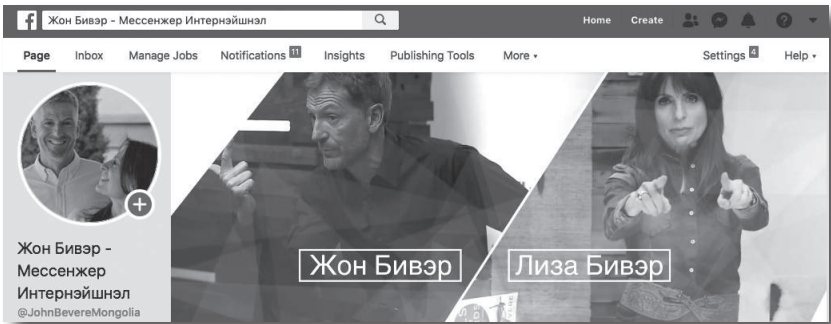 Жон Бивэр - Мессенжер Интернэйшнэл
Home Create
Page Inbox Manage Jobs Notifications 11 Insights Publishing Tools More Settings 4 Help
Жон Бивэр -
Мессенжер
Интернэйшнэл
@JohnBevereMongolia
Жон Бивэр
Лиза Бивэр